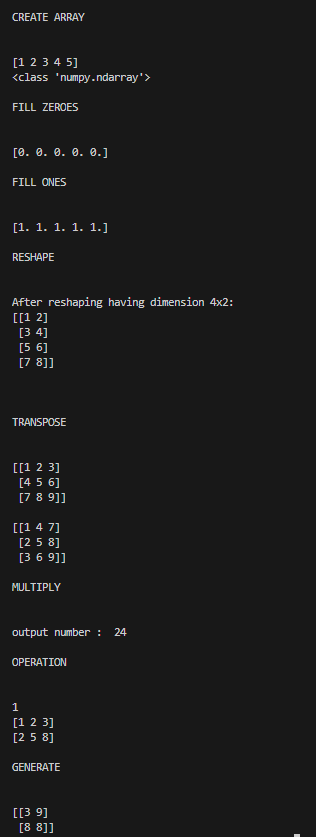 CREATE ARRAY
[1 2 3 4 5]
<class 'numpy.ndarray'>
FILL ZEROES
[0. 0. 0. 0. 0.]
FILL ONES
[1. 1. 1. 1. 1.]
RESHAPE
After reshaping having dimension 4x2:
[[1 2]
 [3 4]
 [5 6]
 [7 8]]
TRANSPOSE
[[1 2 3]
 [4 5 6]
 [7 8 9]]
[[1 4 7]
 [2 5 8]
 [3 6 9]]
MULTIPLY
output number :  24
OPERATION
1
[1 2 3]
[2 5 8]
GENERATE
[[3 9]
 [8 8]]